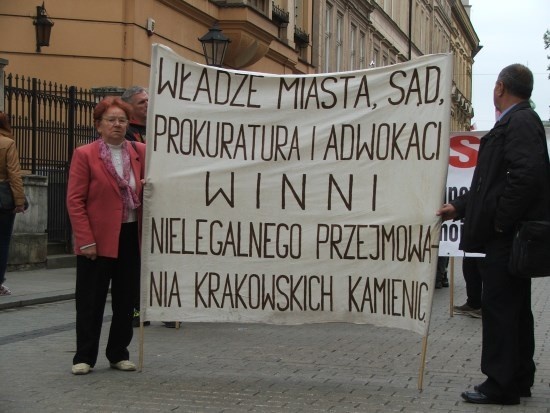 WŁADZE MIASTA, SĄD,
PROKURATURA I ADWOKACI
WINNI
NIELEGALNEGO PRZEJMOWA-
NIA KRAKOWSKICH KAMIENIC,
S